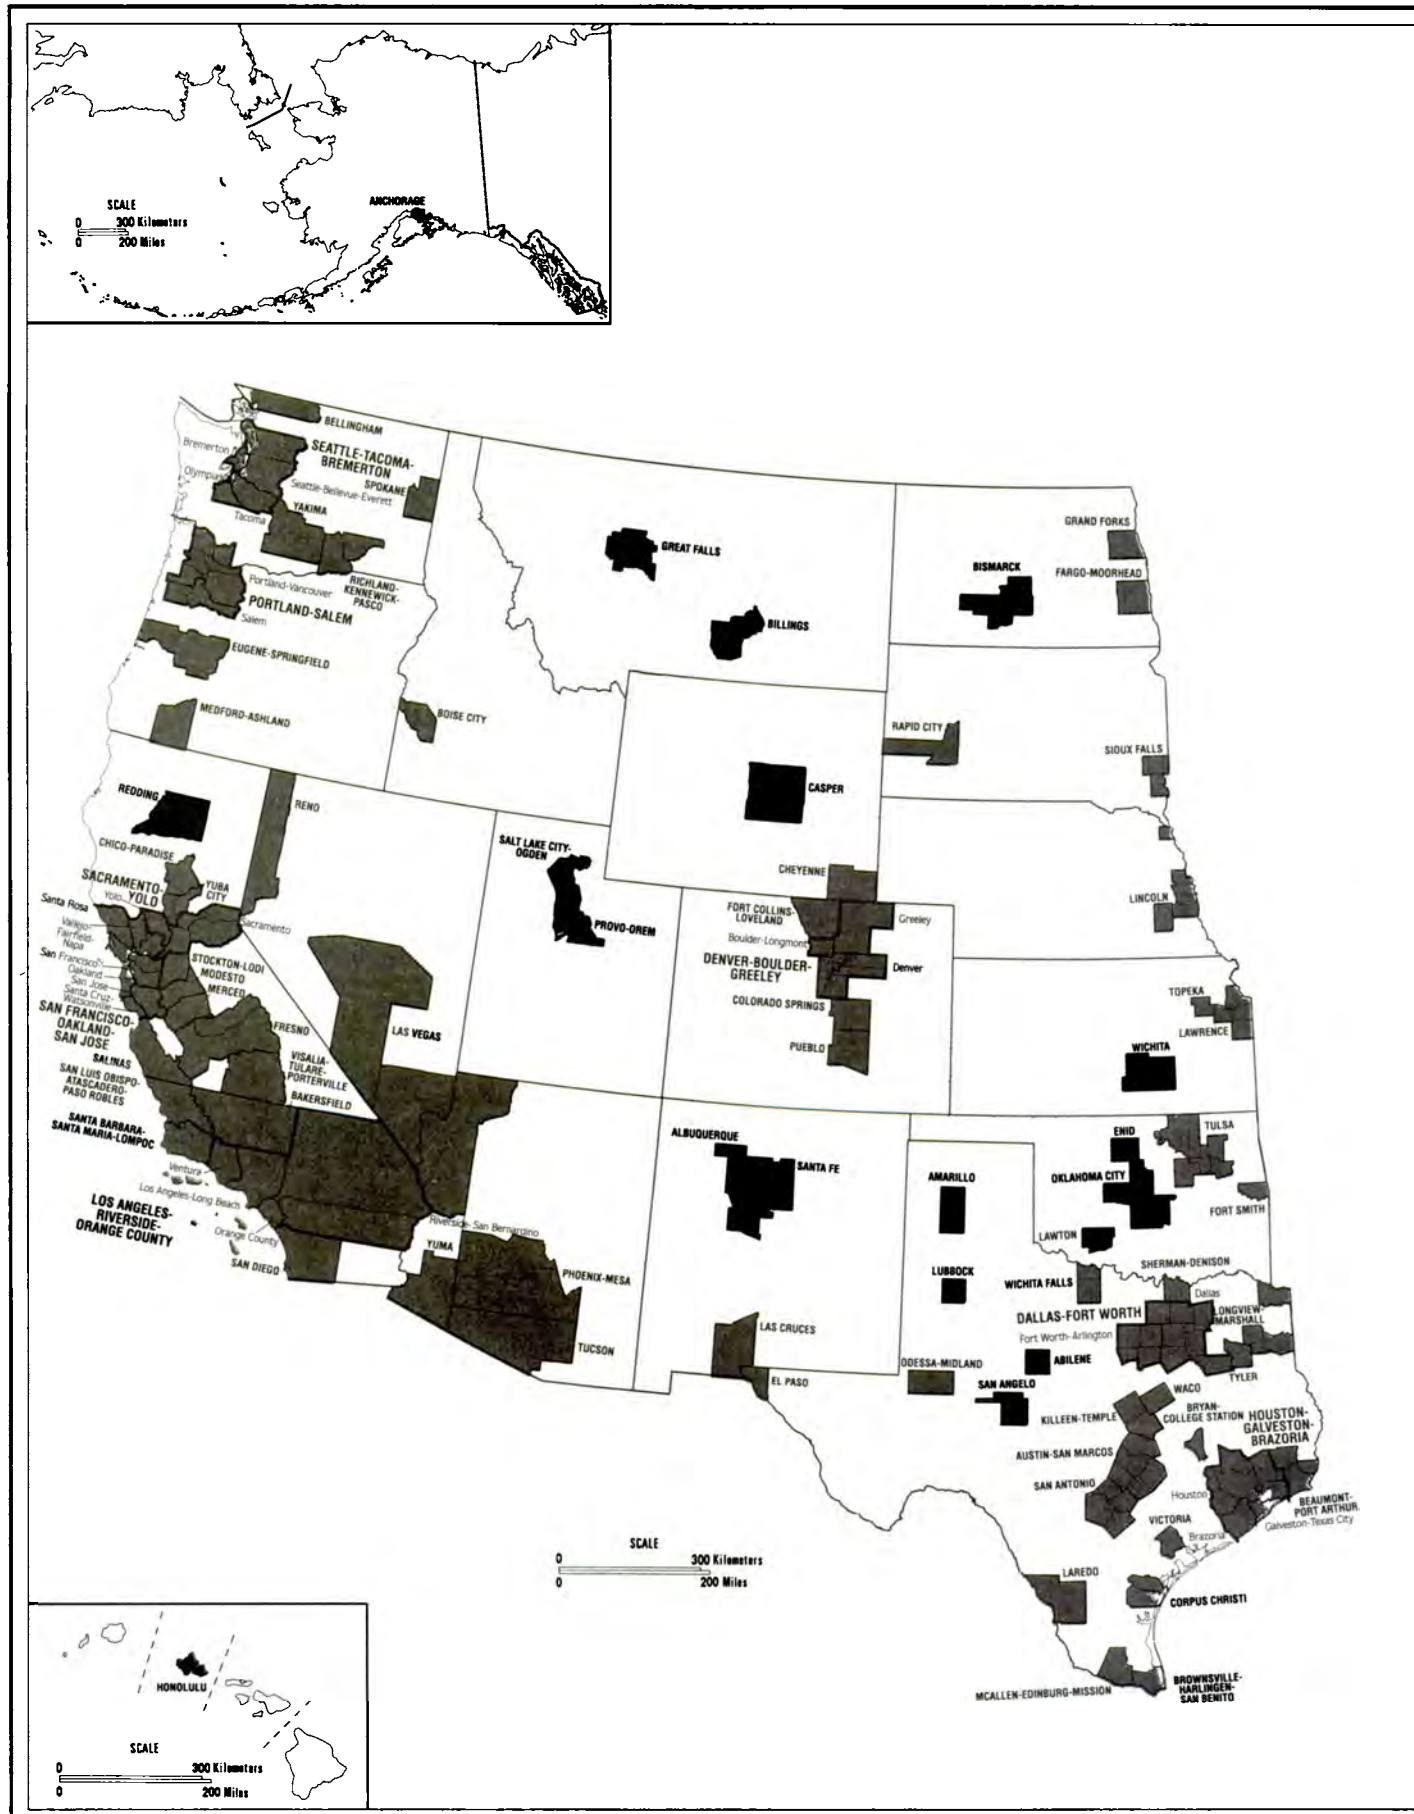 SCALE
0 300 Kilometers
0 200 Miles
ANCHORAGE
BELLINGHAM
Bremerton
SEATTLE-TACOMA-
BREMERTON
Olympia
Seattle-Bellevue-Everett
SPOKANE
Tacoma
YAKIMA
Portland-Vancouver
RICHLAND-
KENNEWICK-
PASCO
PORTLAND-SALEM
Salem
EUGENE-SPRINGFIELD
MEDFORD-ASHLAND
BOISE CITY
GREAT FALLS
BILLINGS
BISMARCK
GRAND FORKS
FARGO-MOORHEAD
RAPID CITY
SIOUX FALLS
CASPER
CHEYENNE
REDDING
RENO
CHICO-PARADISE
SACRAMENTO-
YOLO
Yolo
YUBA
CITY
Sacramento
Santa Rosa
Vallejo-
Fairfield-
Napa
San Francisco
Oakland
San Jose
Santa Cruz-
Watsonville
SAN FRANCISCO-
OAKLAND-
SAN JOSE
STOCKTON-LODI
MODESTO
MERCED
FRESNO
VISALIA-
TULARE-
PORTERVILLE
BAKERSFIELD
SALINAS
SAN LUIS OBISPO-
ATASCADERO-
PASO ROBLES
SANTA BARBARA-
SANTA MARIA-LOMPOC
Ventura
Los Angeles-Long Beach
LOS ANGELES-
RIVERSIDE-
ORANGE COUNTY
Orange County
SAN DIEGO
Riverside- San Bernardino
LAS VEGAS
SALT LAKE CITY-
OGDEN
PROVO-OREM
FORT COLLINS-
LOVELAND
Greeley
Boulder-Longmont
DENVER-BOULDER-
GREELEY
Denver
COLORADO SPRINGS
PUEBLO
LINCOLN
TOPEKA
LAWRENCE
WICHITA
YUMA
PHOENIX-MESA
TUCSON
ALBUQUERQUE
SANTA FE
LAS CRUCES
EL PASO
AMARILLO
LUBBOCK
ENID
TULSA
OKLAHOMA CITY
FORT SMITH
LAWTON
WICHITA FALLS
SHERMAN-DENISON
Dallas
DALLAS-FORT WORTH
LONGVIEW-
MARSHALL
Fort Worth-Arlington
ODESSA-MIDLAND
ABILENE
TYLER
SAN ANGELO
WACO
KILLEEN-TEMPLE
BRYAN-
COLLEGE STATION
HOUSTON-
GALVESTON-
BRAZORIA
AUSTIN-SAN MARCOS
SAN ANTONIO
Houston
BEAUMONT-
PORT ARTHUR
Galveston-Texas City
VICTORIA
Brazoria
LAREDO
CORPUS CHRISTI
MCALLEN-EDINBURG-MISSION
BROWNSVILLE-
HARLINGEN-
SAN BENITO
SCALE
0 300 Kilometers
0 200 Miles
HONOLULU
SCALE
0 300 Kilometers
0 200 Miles